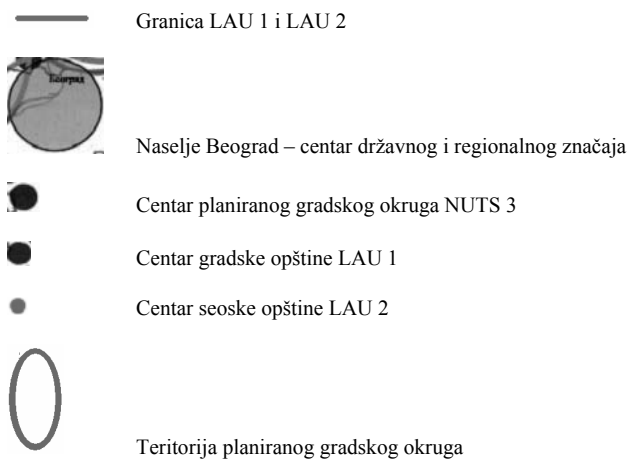 Granica LAU 1 i LAU 2
Београд
Naselje Beograd – centar državnog i regionalnog značaja
Centar planiranog gradskog okruga NUTS 3
Centar gradske opštine LAU 1
Centar seoske opštine LAU 2
Teritorija planiranog gradskog okruga